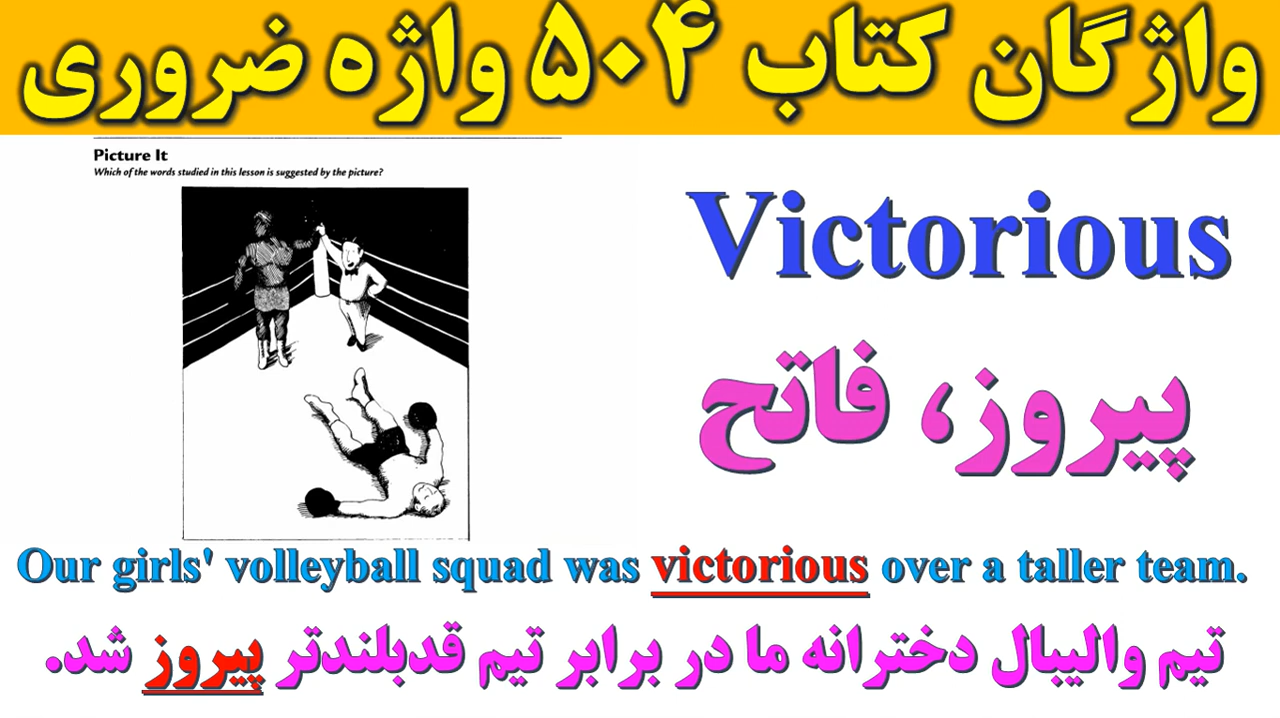 واژگان کتاب ۵۰۴ واژه ضروری
Picture It
Which of the words studied in this lesson is suggested by the picture?
Victorious
پیروز، فاتح
Our girls' volleyball squad was victorious over a taller team.
تیم والیبال دخترانه ما در برابر تیم قدبلندتر پیروز شد.